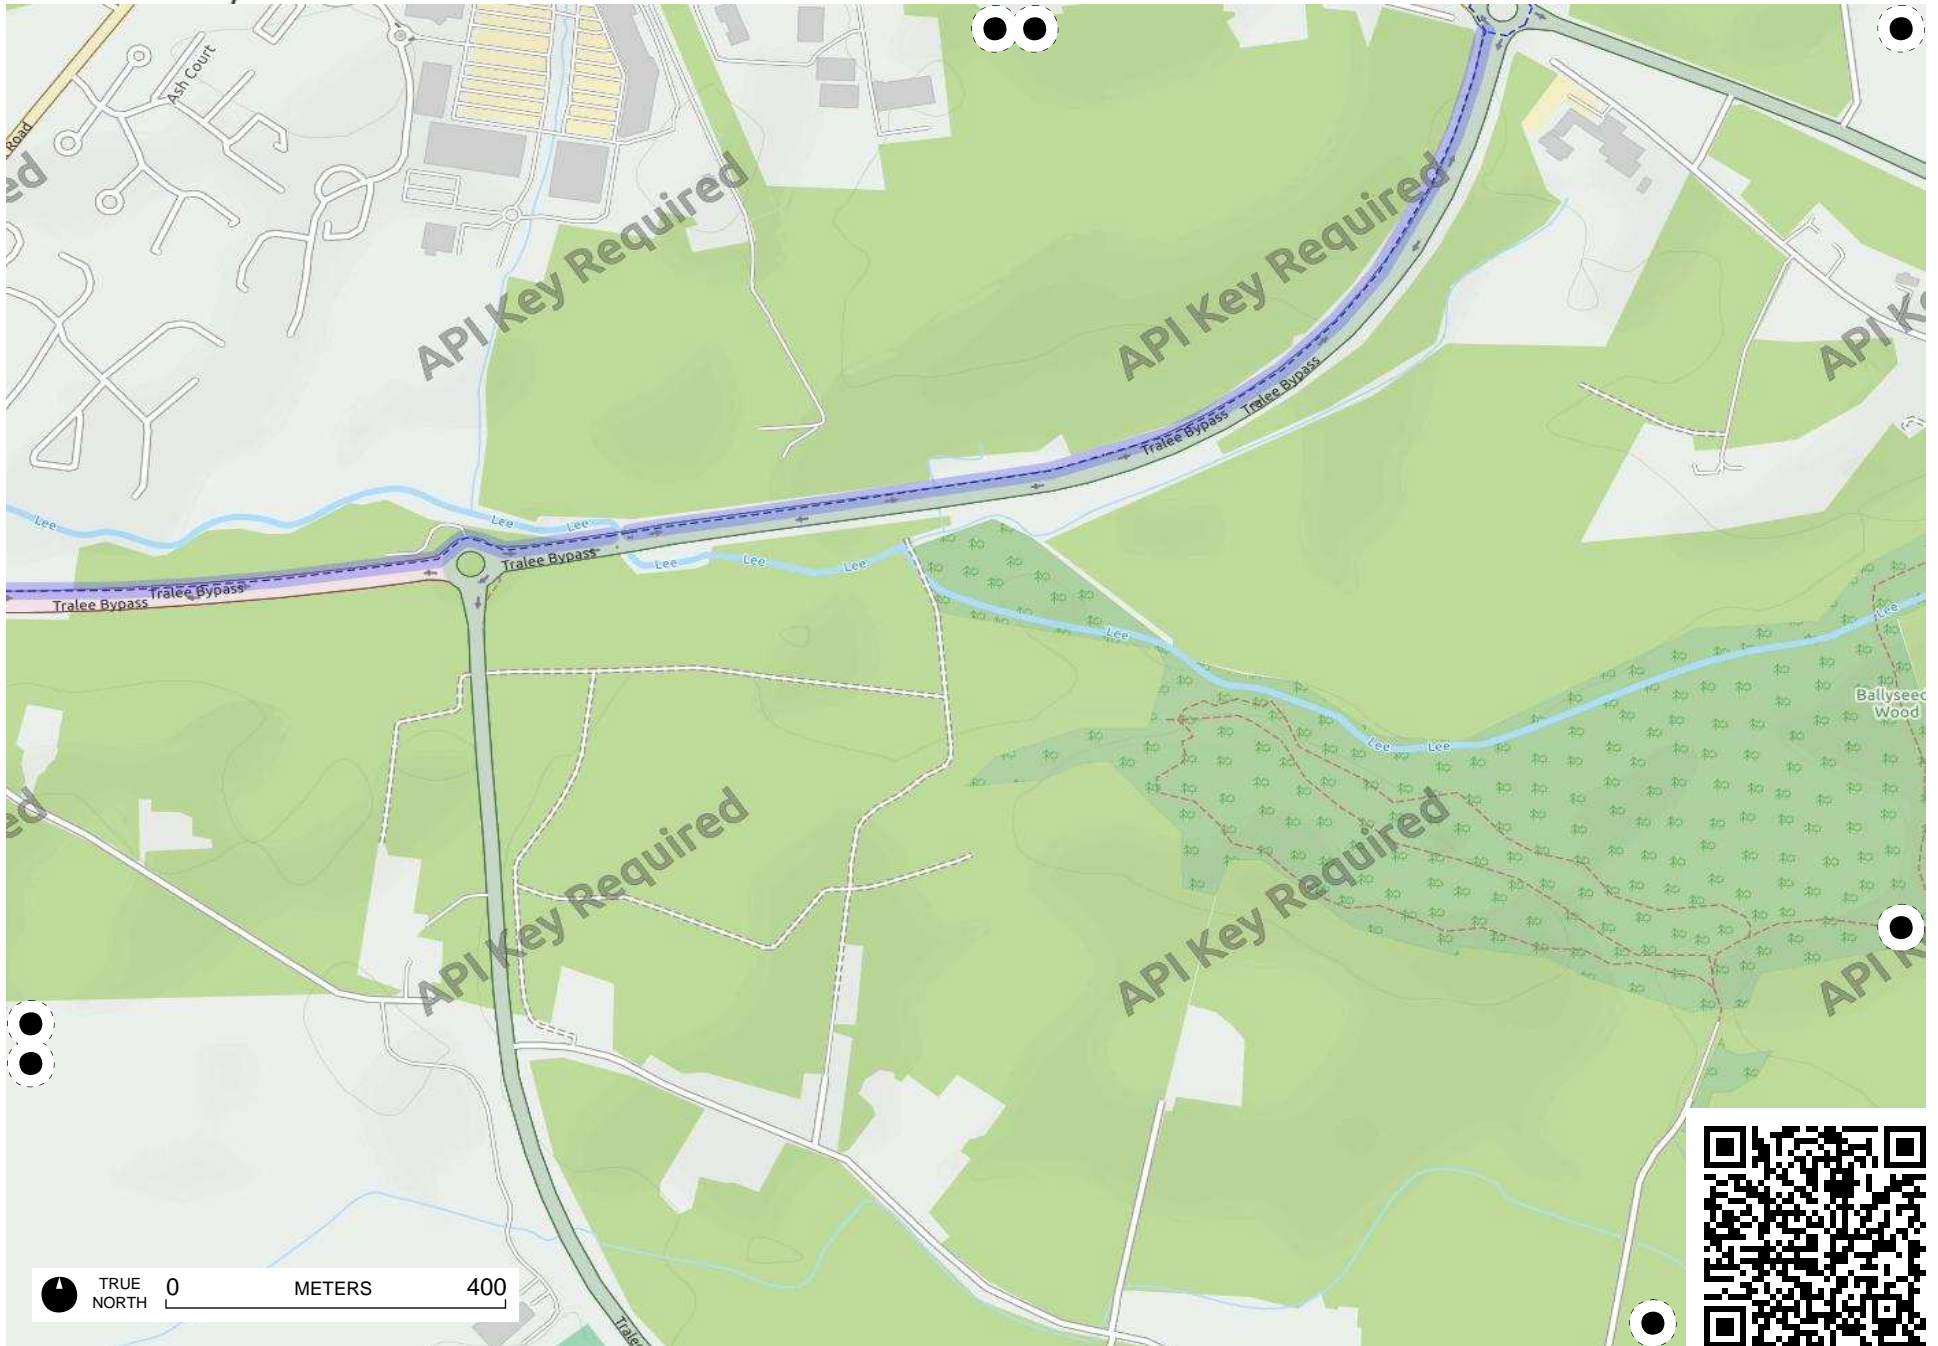 Ash Court
Road
API Key Required
API Key Required
Tralee Bypass
Tralee Bypass
Lee
Lee
Lee
Tralee Bypass
Lee
Lee
Lee
Tralee Bypass
Tralee Bypass
Lee
Lee
Ballyseed
Wood
Lee
Lee
API Key Required
API Key Required
TRUE
NORTH
0
METERS
400